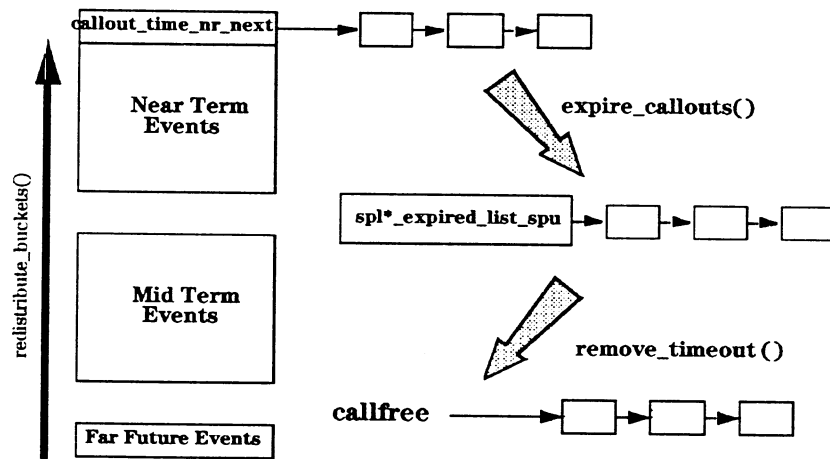 callout_time_nr_next
Near Term
Events
expire_callouts()
redistribute_buckets()
spl*_expired_list_spu
Mid Term
Events
remove_timeout()
callfree
Far Future Events